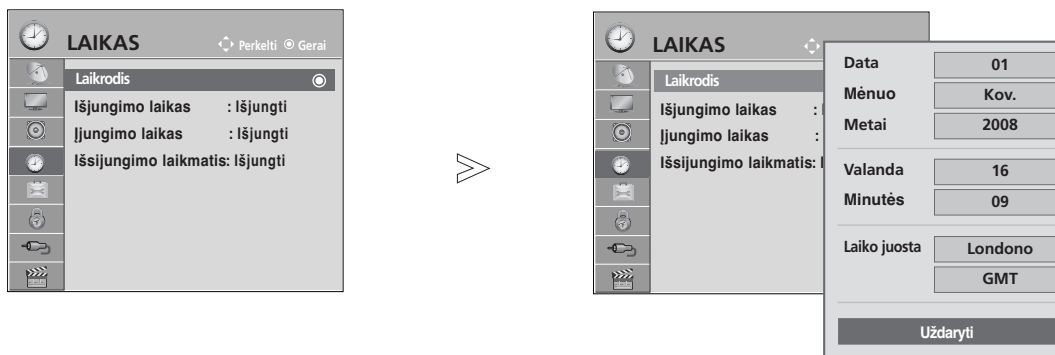 LAIKAS Perkelti Gerai
Laikrodis
Išjungimo laikas : Išjungti
Įjungimo laikas : Išjungti
Išsijungimo laikmatis: Išjungti
LAIKAS
Laikrodis
Išjungimo laikas :
Įjungimo laikas :
Išsijungimo laikmatis:
Data 01
Mėnuo Kov.
Metai 2008
Valanda 16
Minutės 09
Laiko juosta Londono
GMT
Uždaryti